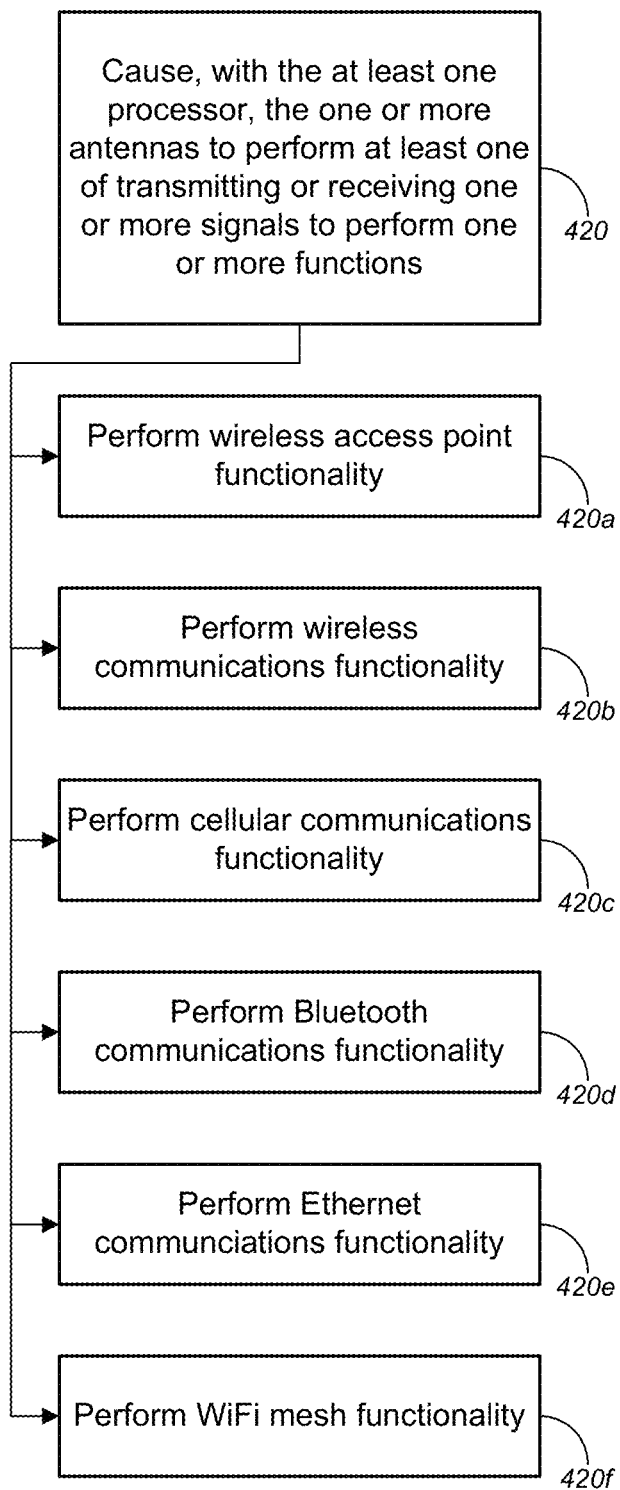 Cause, with the at least one
processor, the one or more
antennas to perform at least one
of transmitting or receiving one
or more signals to perform one
or more functions
420
Perform wireless access point
functionality
420a
Perform wireless
communications functionality
420b
Perform cellular communications
functionality
420c
Perform Bluetooth
communications functionality
420d
Perform Ethernet
communciations functionality
420e
Perform WiFi mesh functionality
420f